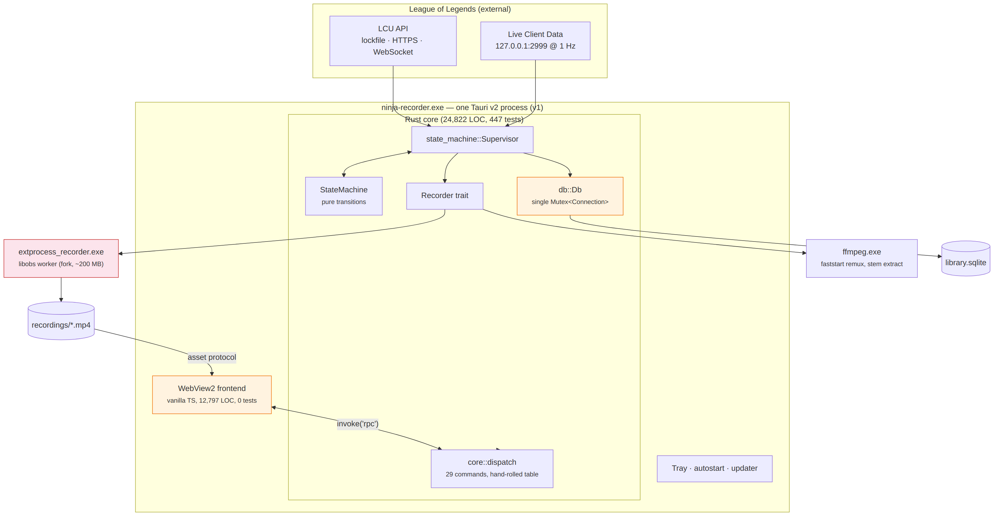 League of Legends (external)
LCU API
lockfile · HTTPS ·
WebSocket
Live Client Data
127.0.0.1:2999 @ 1 Hz
ninja-recorder.exe — one Tauri v2 process (v1)
Rust core (24,822 LOC, 447 tests)
state_machine::Supervisor
StateMachine
pure transitions
Recorder trait
db::Db
single Mutex<Connection>
extprocess_recorder.exe
libobs worker (fork, ~200 MB)
ffmpeg.exe
faststart remux, stem extract
library.sqlite
recordings/*.mp4
asset protocol
WebView2 frontend
vanilla TS, 12,797 LOC, 0 tests
invoke('rpc')
core::dispatch
29 commands, hand-rolled table
Tray · autostart · updater